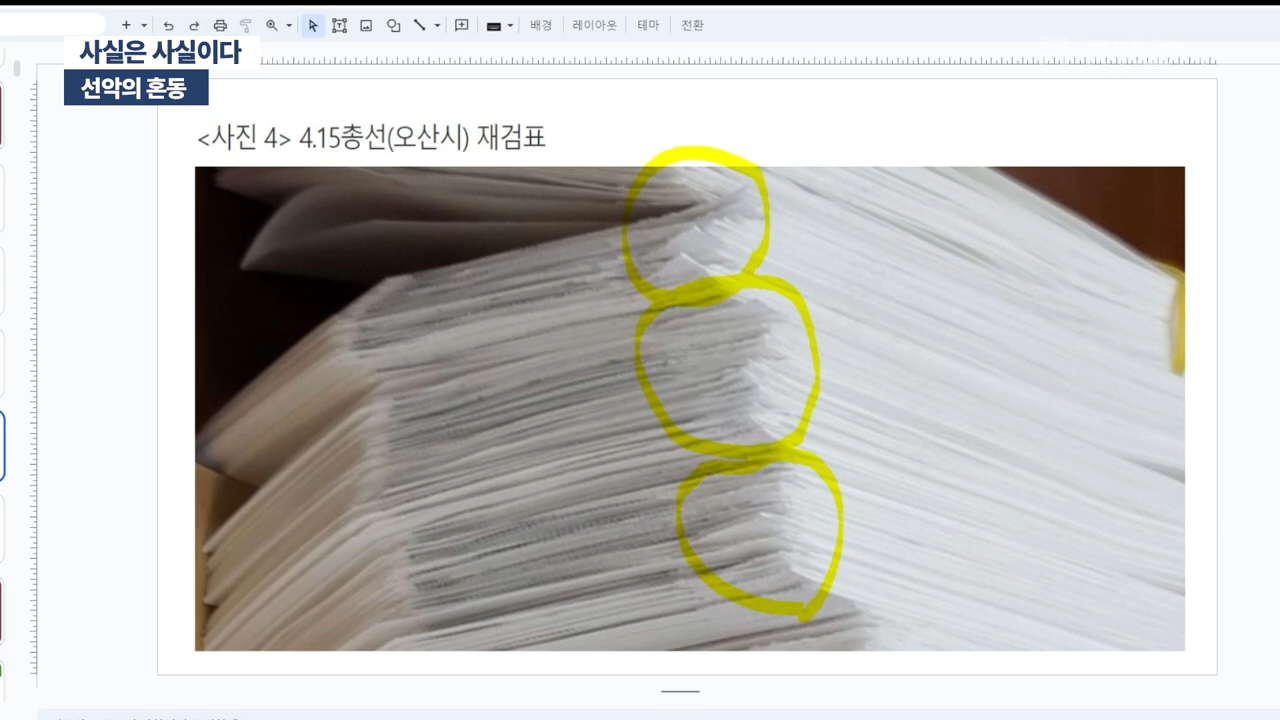 배경
레이아웃
테마
전환
사실은 사실이다
선악의 혼동
<사진 4> 4.15총선(오산시) 재검표